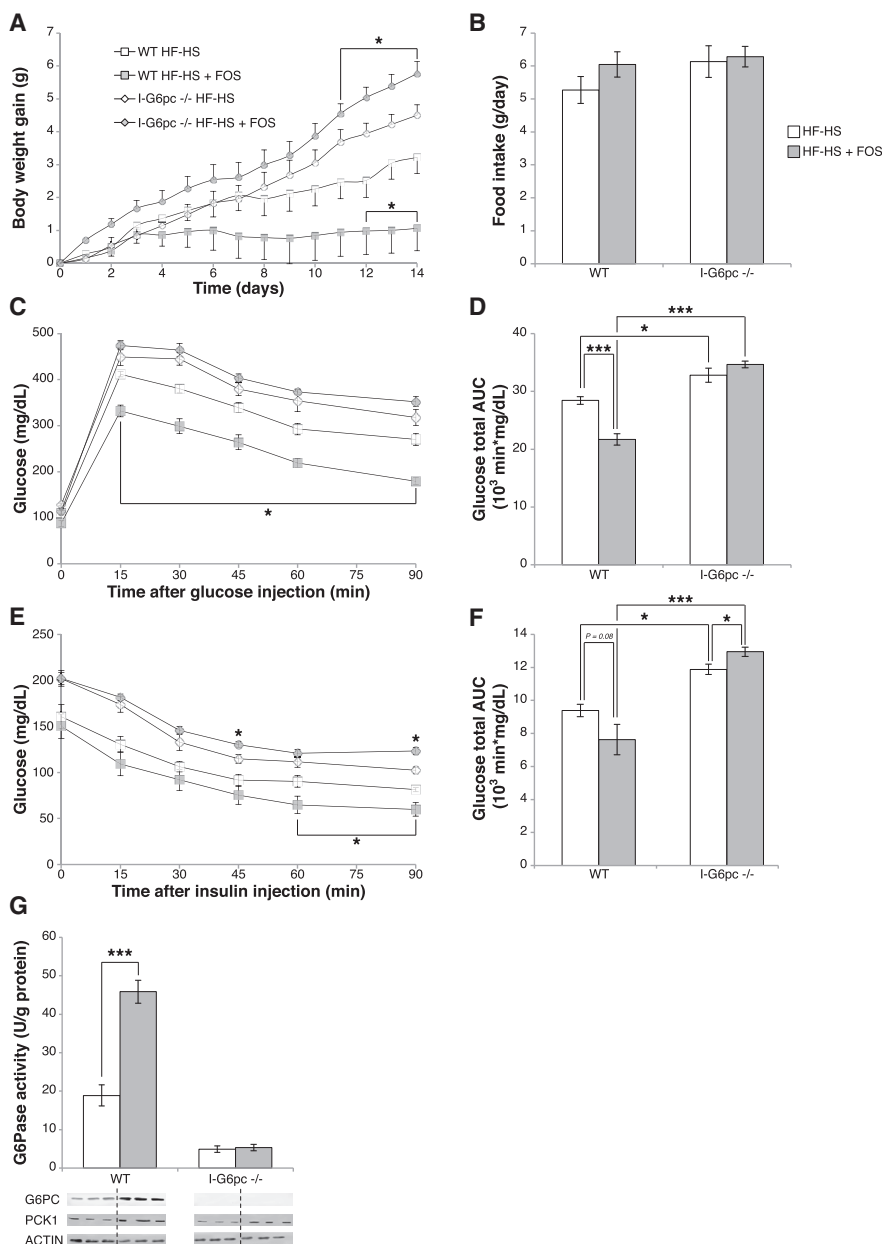 A
Body weight gain (g)
7
6
5
4
3
2
1
0
WT HF-HS
WT HF-HS + FOS
I-G6pc -/- HF-HS
I-G6pc -/- HF-HS + FOS
*
*
0 2 4 6 8 10 12 14
Time (days)
B
Food intake (g/day)
7
6
5
4
3
2
1
0
WT I-G6pc -/-
HF-HS
HF-HS + FOS
C
Glucose (mg/dL)
500
400
300
200
100
0
*
0 15 30 45 60 75 90
Time after glucose injection (min)
D
Glucose total AUC
(10³ min*mg/dL)
40
30
20
10
0
***
*
***
WT I-G6pc -/-
E
Glucose (mg/dL)
250
200
150
100
50
0
* *
*
0 15 30 45 60 75 90
Time after insulin injection (min)
F
Glucose total AUC
(10³ min*mg/dL)
14
12
10
8
6
4
2
0
***
* *
P = 0.08
WT I-G6pc -/-
G
G6Pase activity (U/g protein)
60
50
40
30
20
10
0
***
WT I-G6pc -/-
G6PC
PCK1
ACTIN